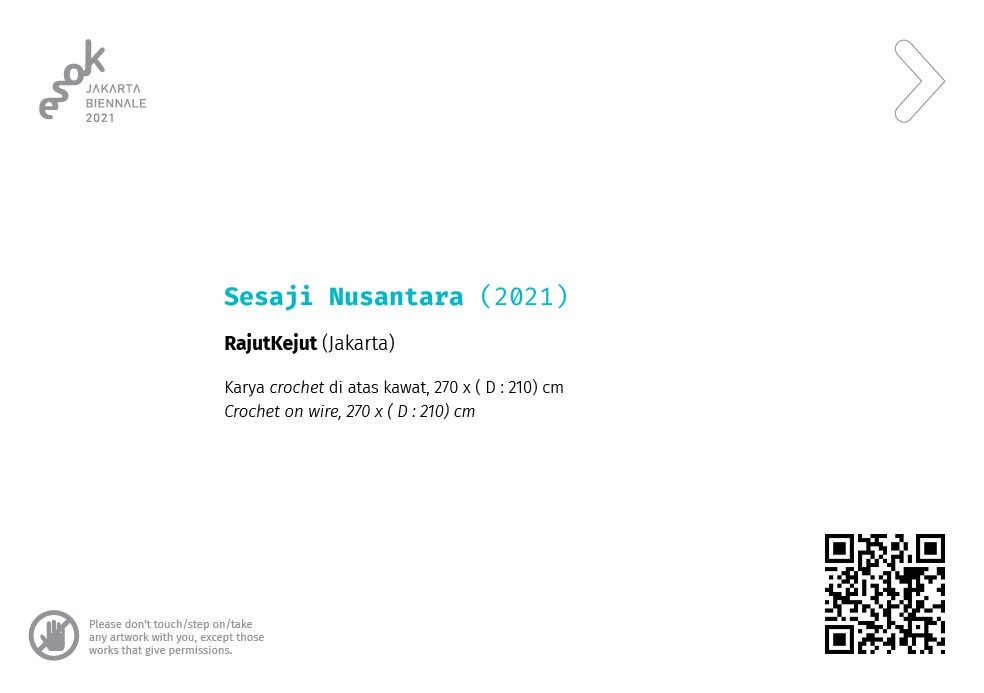 esok
JAKARTA
BIENNALE
2021
Sesaji Nusantara (2021)
RajutKejut (Jakarta)
Karya crochet di atas kawat, 270 x ( D : 210) cm
Crochet on wire, 270 x ( D : 210) cm
Please don’t touch/step on/take
any artwork with you, except those
works that give permissions.